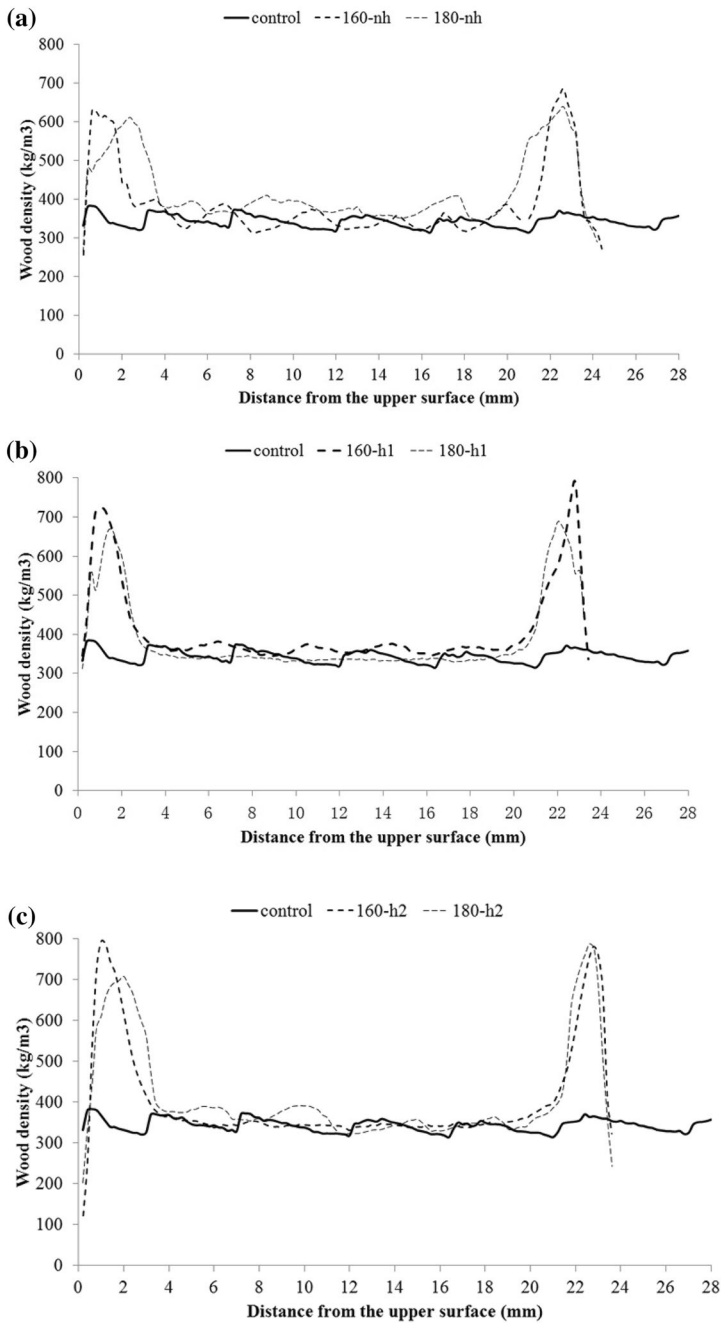 (a)
control 160-nh 180-nh
Wood density (kg/m3)
800
700
600
500
400
300
200
100
0
0 2 4 6 8 10 12 14 16 18 20 22 24 26 28
Distance from the upper surface (mm)
(b)
control 160-h1 180-h1
Wood density (kg/m3)
800
700
600
500
400
300
200
100
0
0 2 4 6 8 10 12 14 16 18 20 22 24 26 28
Distance from the upper surface (mm)
(c)
control 160-h2 180-h2
Wood density (kg/m3)
800
700
600
500
400
300
200
100
0
0 2 4 6 8 10 12 14 16 18 20 22 24 26 28
Distance from the upper surface (mm)